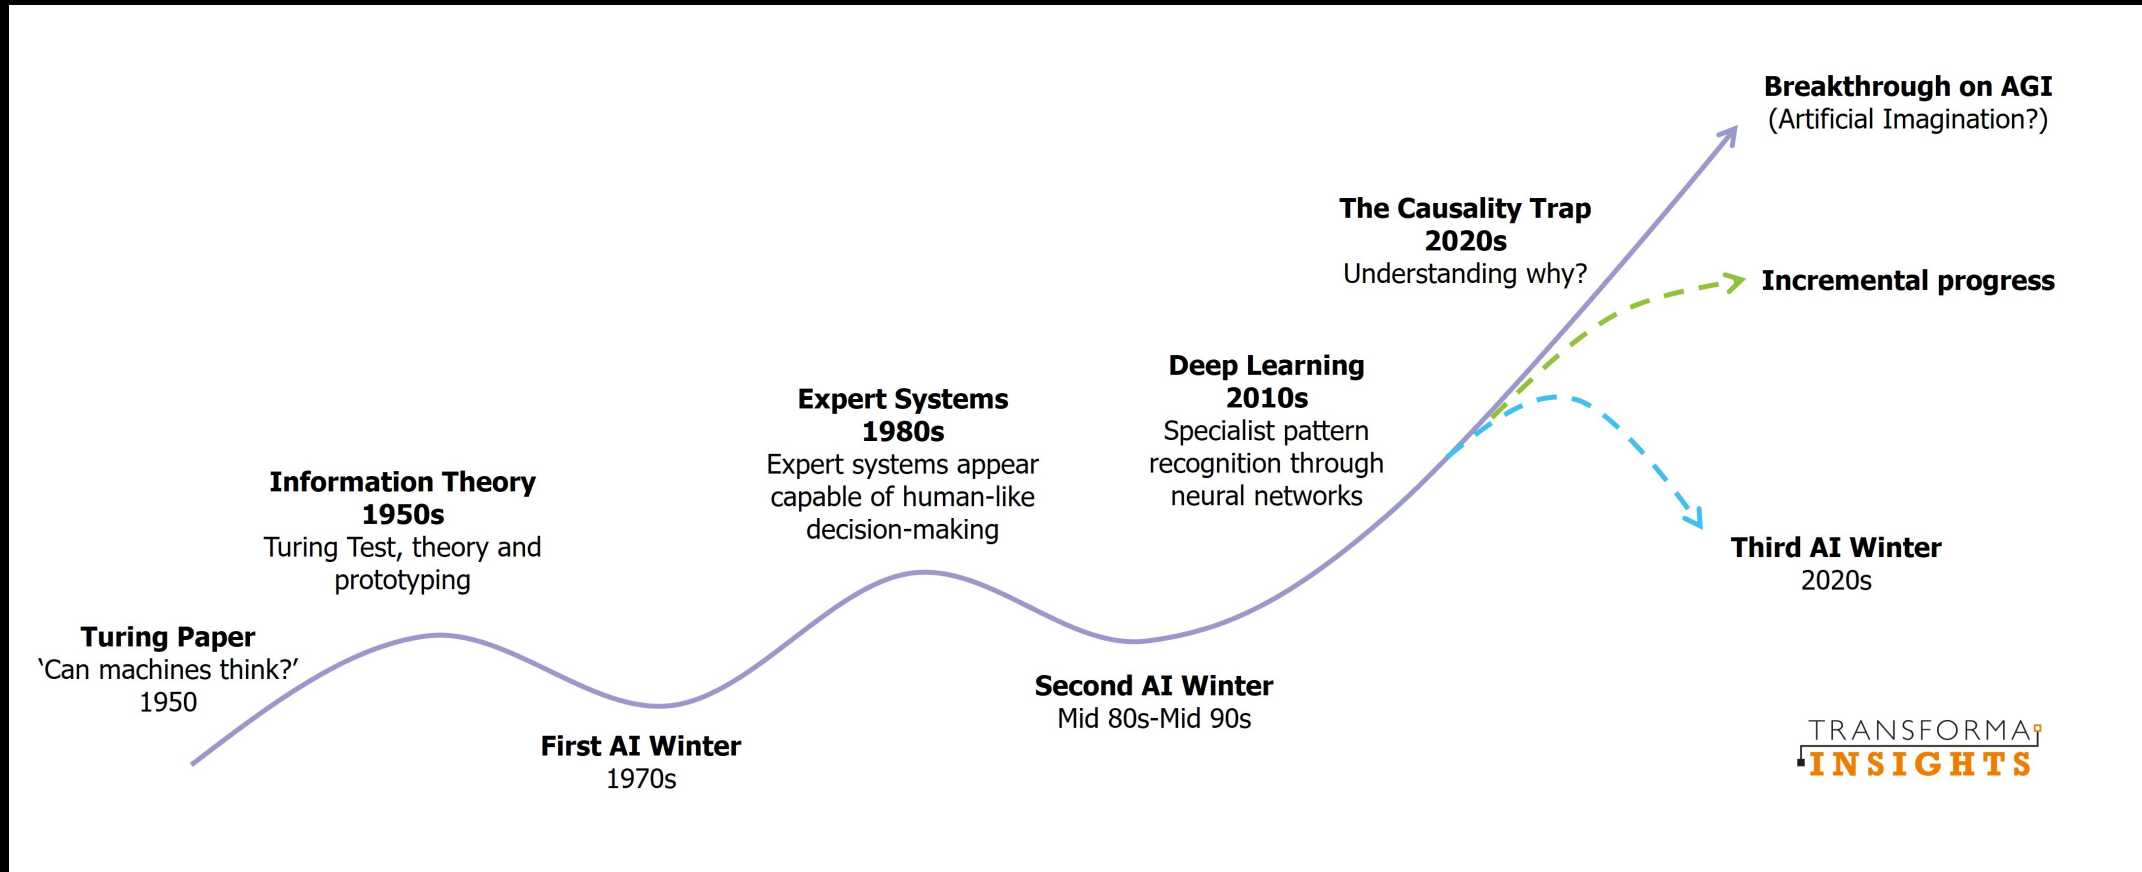 Turing Paper
‘Can machines think?’
1950
Information Theory
1950s
Turing Test, theory and
prototyping
First AI Winter
1970s
Expert Systems
1980s
Expert systems appear
capable of human-like
decision-making
Second AI Winter
Mid 80s-Mid 90s
Deep Learning
2010s
Specialist pattern
recognition through
neural networks
The Causality Trap
2020s
Understanding why?
Breakthrough on AGI
(Artificial Imagination?)
Incremental progress
Third AI Winter
2020s
TRANSFORMA
INSIGHTS